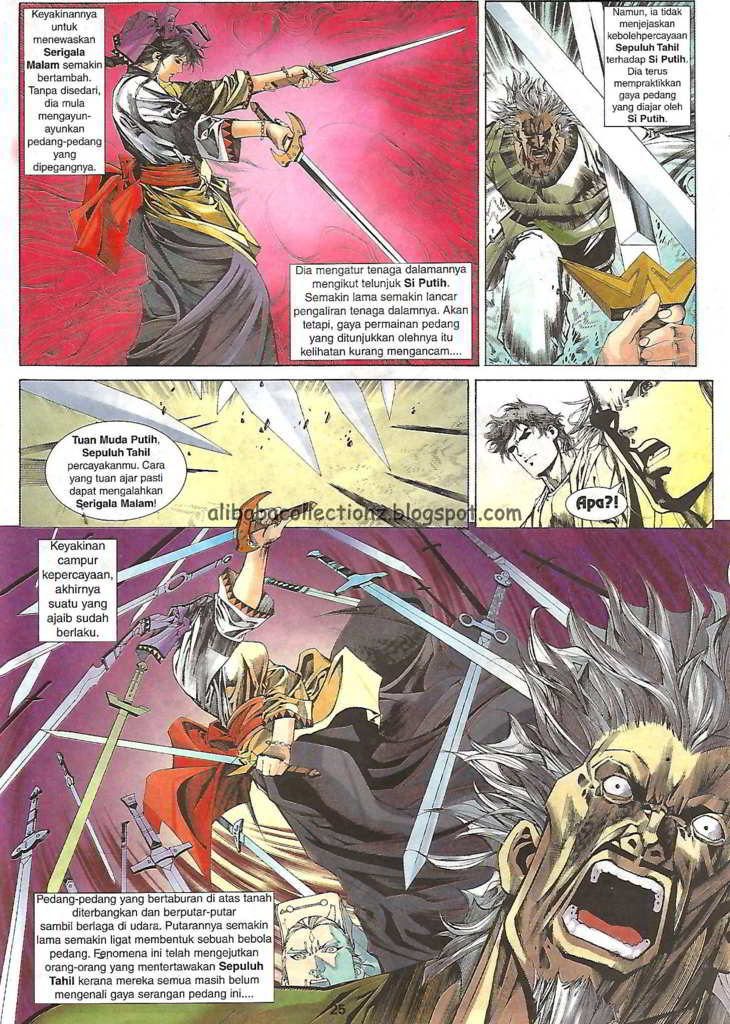 Keyakinannya
untuk
menewaskan
Serigala
Malam semakin
bertambah.
Tanpa disedari,
dia mula
mengayun-
ayunkan
pedang-pedang
yang
dipegangnya.
Dia mengatur tenaga dalamannya
mengikut telunjuk Si Putih.
Semakin lama semakin lancar
pengaliran tenaga dalamnya. Akan
tetapi, gaya permainan pedang
yang ditunjukkan olehnya itu
kelihatan kurang mengancam....
Namun, ia tidak
menjejaskan
kebolehpercayaan
Sepuluh Tahil
terhadap Si Putih.
Dia terus
mempraktikkan
gaya pedang
yang diajar oleh
Si Putih.
Tuan Muda Putih,
Sepuluh Tahil
percayakanmu. Cara
yang tuan ajar pasti
dapat mengalahkan
Serigala Malam!
Apa?!
alibabacollectionz.blogspot.com
Keyakinan
campur
kepercayaan,
akhirnya
suatu yang
ajaib sudah
berlaku.
Pedang-pedang yang bertaburan di atas tanah
diterbangkan dan berputar-putar
sambil berlaga di udara. Putarannya semakin
lama semakin ligat membentuk sebuah bebola
pedang. Fenomena ini telah mengejutkan
orang-orang yang mentertawakan Sepuluh
Tahil kerana mereka semua masih belum
mengenali gaya serangan pedang ini....
25